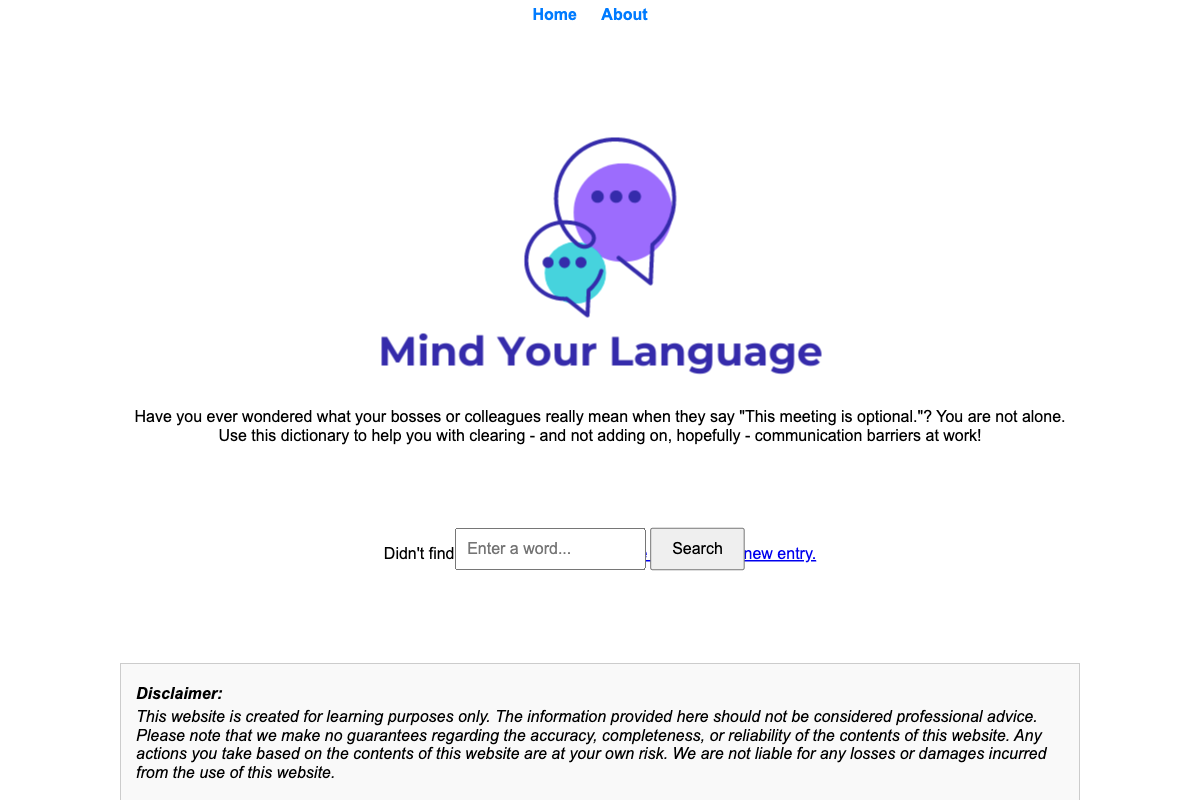 Home About
Mind Your Language
Have you ever wondered what your bosses or colleagues really mean when they say "This meeting is optional."? You are not alone.
Use this dictionary to help you with clearing - and not adding on, hopefully - communication barriers at work!
Didn't find Enter a word... Search new entry.
Disclaimer:
This website is created for learning purposes only. The information provided here should not be considered professional advice.
Please note that we make no guarantees regarding the accuracy, completeness, or reliability of the contents of this website. Any
actions you take based on the contents of this website are at your own risk. We are not liable for any losses or damages incurred
from the use of this website.